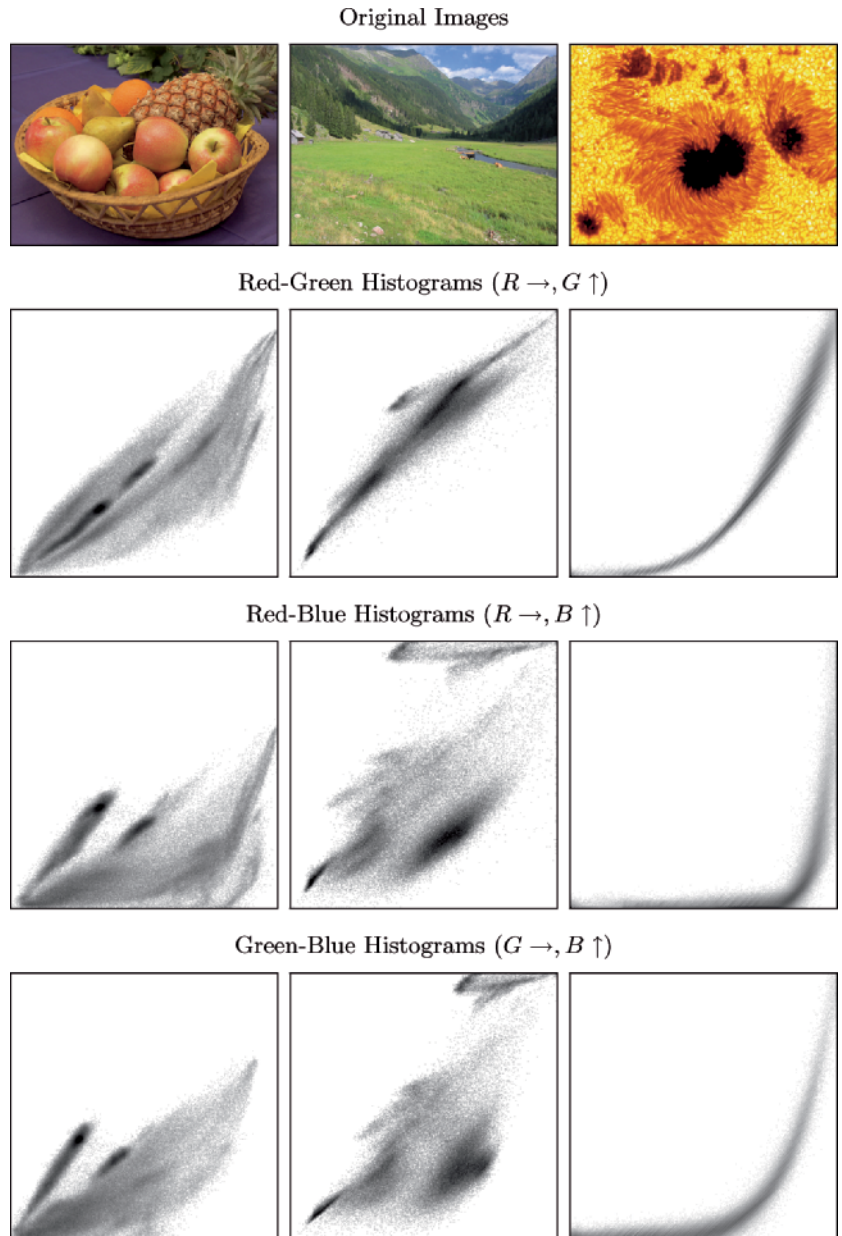 Original Images
Red-Green Histograms (R →, G ↑)
Red-Blue Histograms (R →, B ↑)
Green-Blue Histograms (G →, B ↑)